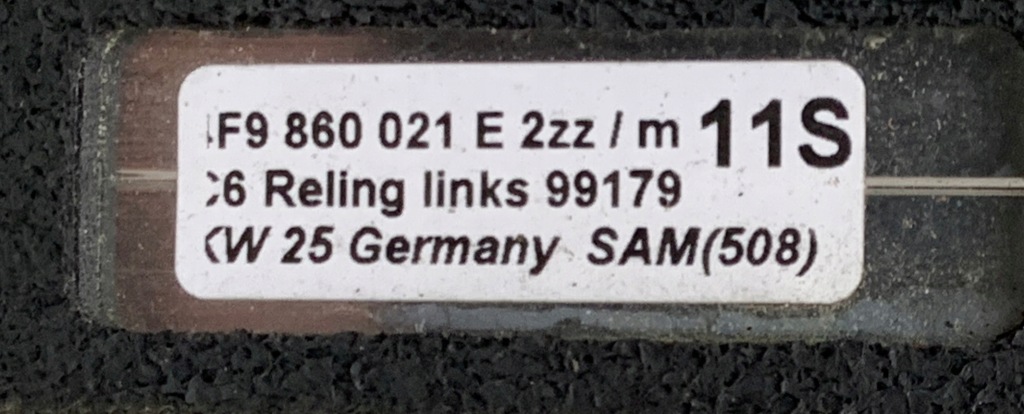 F9 860 021 E 2zz / m 11S
6 Reling links 99179
W 25 Germany SAM(508)